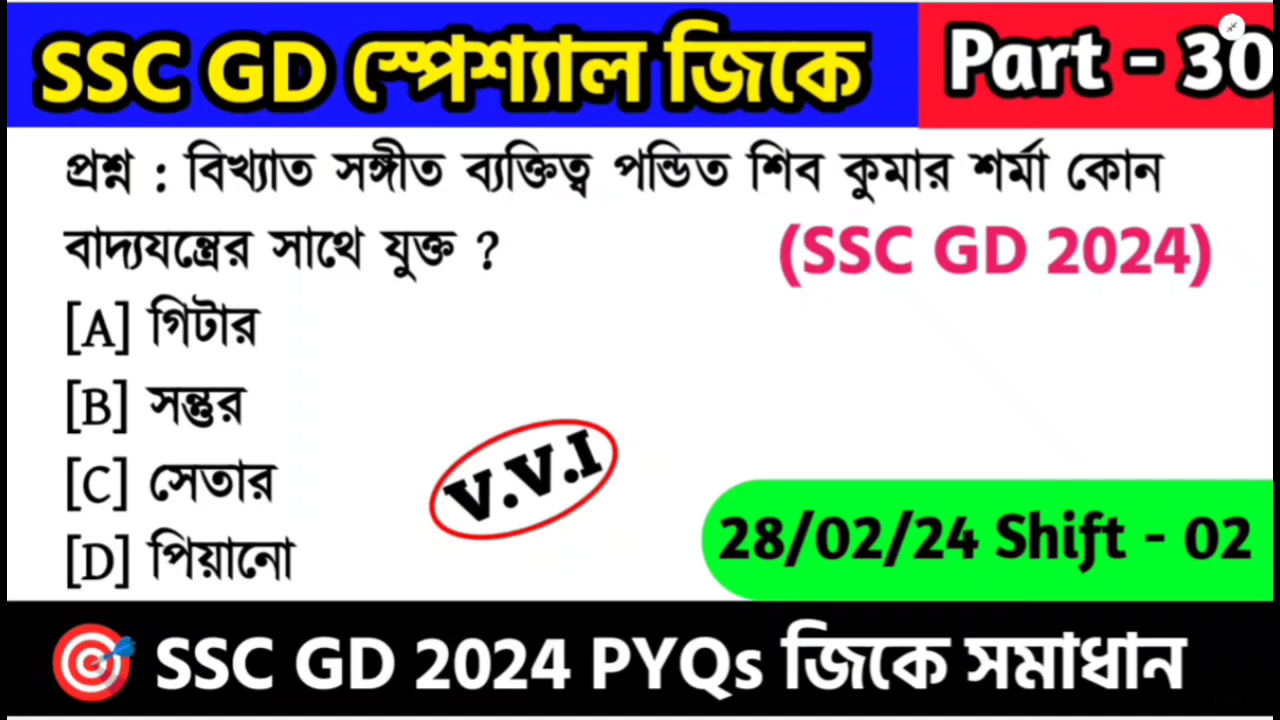 SSC GD স্পেশ্যাল জিকে
Part - 30
প্রশ্ন : বিখ্যাত সঙ্গীত ব্যক্তিত্ব পন্ডিত শিব কুমার শর্মা কোন
বাদ্যযন্ত্রের সাথে যুক্ত ?
(SSC GD 2024)
[A] গিটার
[B] সন্তুর
[C] সেতার
[D] পিয়ানো
V.V.I
28/02/24 Shift - 02
SSC GD 2024 PYQs জিকে সমাধান